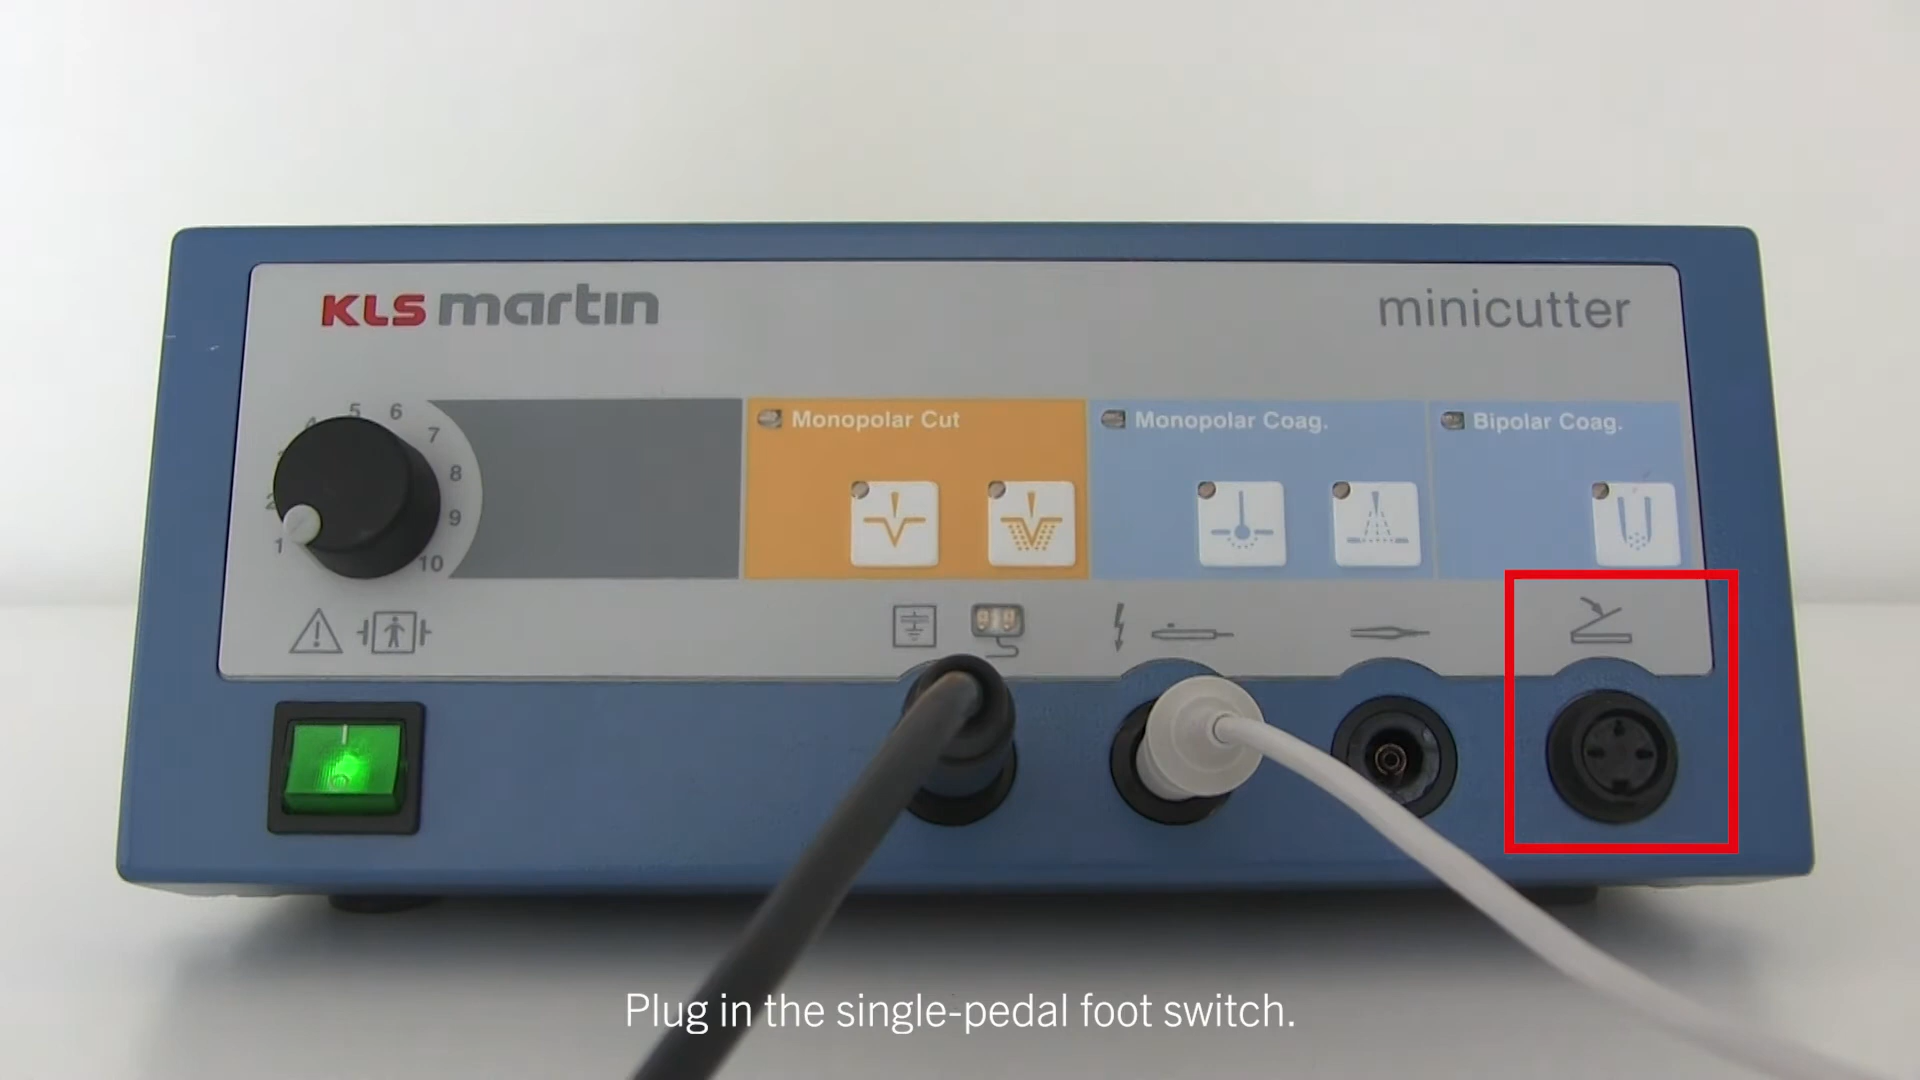 KLS martin
minicutter
5
6
7
8
9
10
2
1
Monopolar Cut
Monopolar Coag.
Bipolar Coag.
Plug in the single-pedal foot switch.